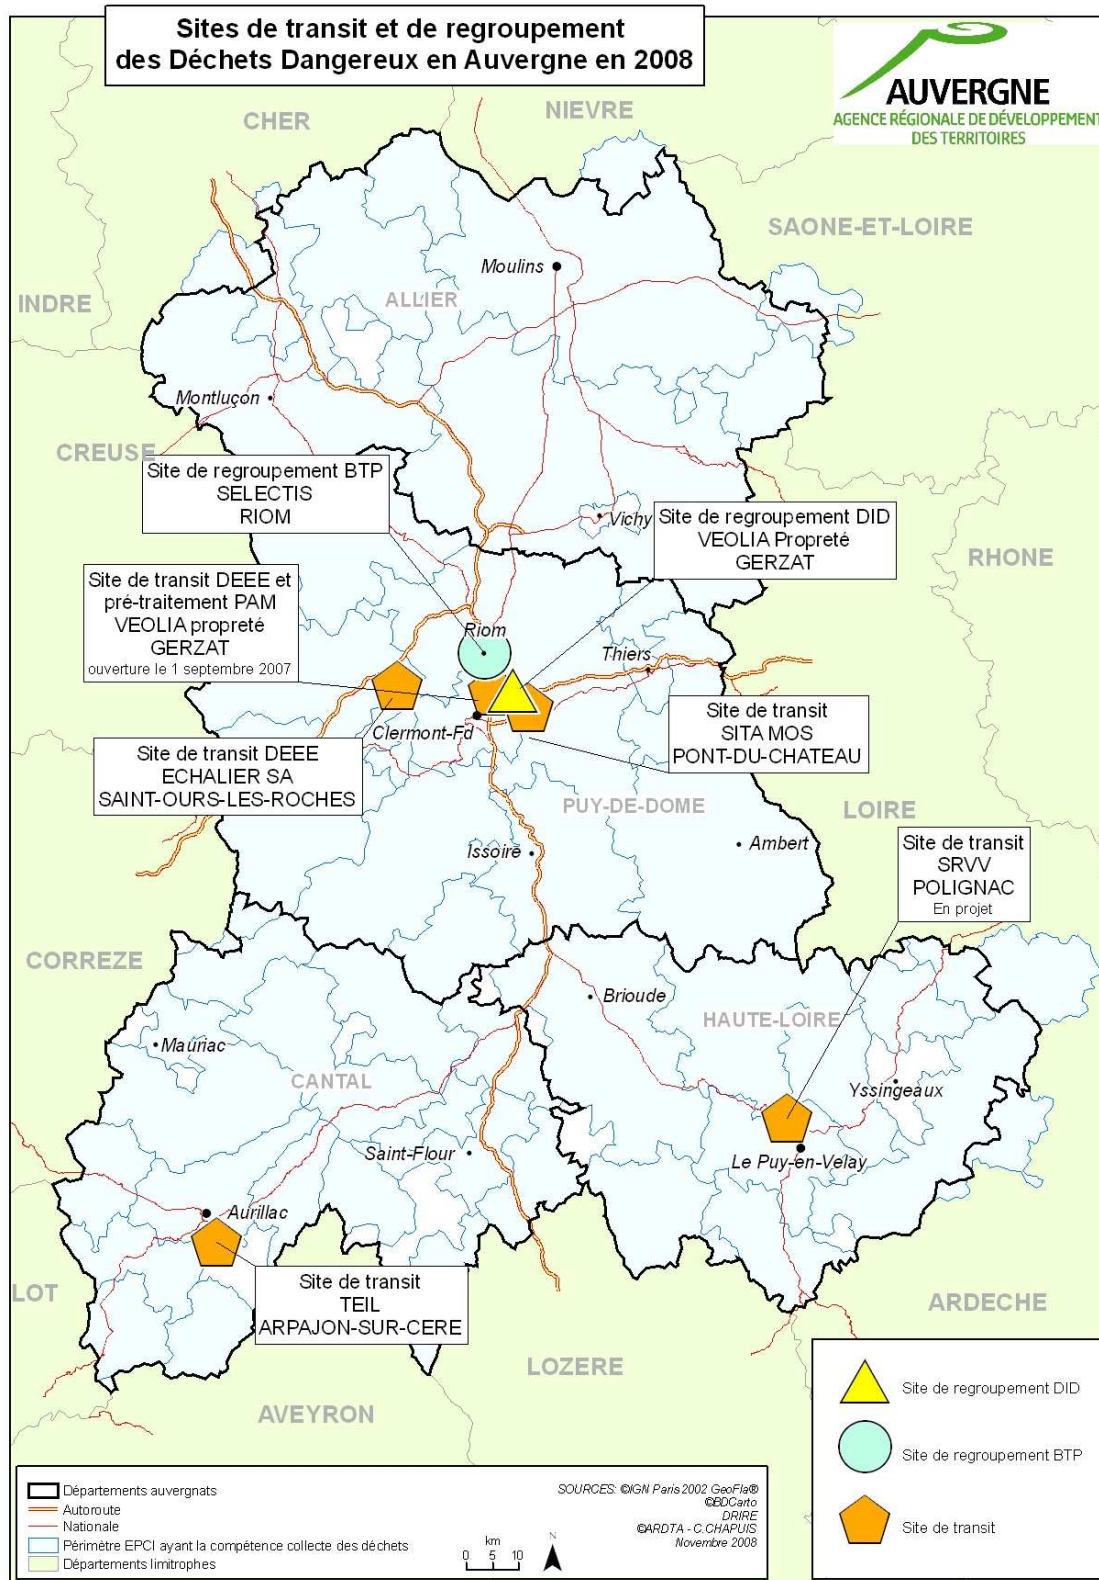 Sites de transit et de regroupement
des Déchets Dangereux en Auvergne en 2008
AUVERGNE
AGENCE RÉGIONALE DE DÉVELOPPEMENT
DES TERRITOIRES
CHER
NIEVRE
SAONE-ET-LOIRE
INDRE
Moulins
ALLIER
Montluçon
CREUSE
Site de regroupement BTP
SELECTIS
RIOM
Vichy
Site de regroupement DID
VEOLIA Propreté
GERZAT
RHONE
Site de transit DEEE et
pré-traitement PAM
VEOLIA propreté
GERZAT
ouverture le 1 septembre 2007
Riom
Thiers
Clermont-Fd
Site de transit
SITA MOS
PONT-DU-CHATEAU
Site de transit DEEE
ECHALIER SA
SAINT-OURS-LES-ROCHES
PUY-DE-DOME
LOIRE
Issoire
Ambert
Site de transit
SRVV
POLIGNAC
En projet
CORREZE
Brioude
HAUTE-LOIRE
Mauriac
CANTAL
Yssingeaux
Saint-Flour
Le Puy-en-Velay
Aurillac
LOT
Site de transit
TEIL
ARPAJON-SUR-CERE
ARDECHE
LOZERE
AVEYRON
Site de regroupement DID
Site de regroupement BTP
Site de transit
Départements auvergnats
Autoroute
Nationale
Périmètre EPCI ayant la compétence collecte des déchets
Départements limitrophes
km
0 5 10
N
SOURCES: ©IGN Paris 2002 GeoFla®
©BDCarto
DRIRE
©ARDTA - C.CHAPUIS
Novembre 2008